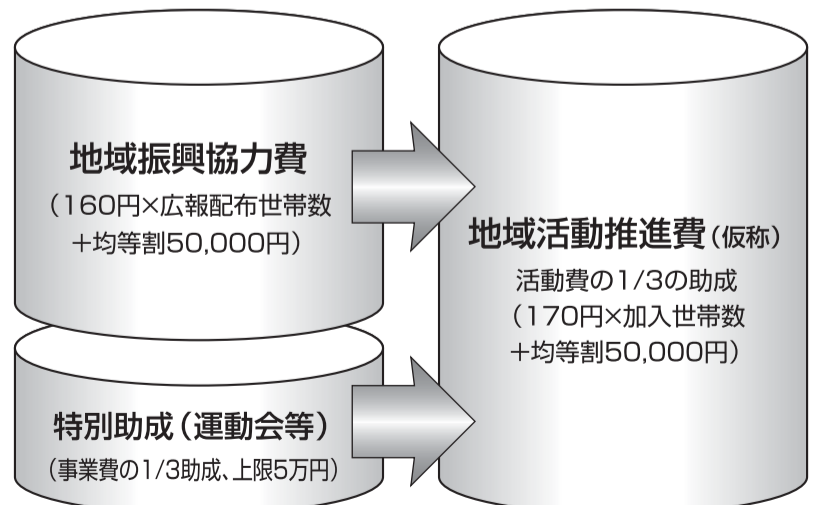 地域振興協力費
（160円×広報配布世帯数
＋均等割50,000円）
特別助成（運動会等）
（事業費の1/3助成、上限5万円）
地域活動推進費（仮称）
活動費の1/3の助成
（170円×加入世帯数
＋均等割50,000円）